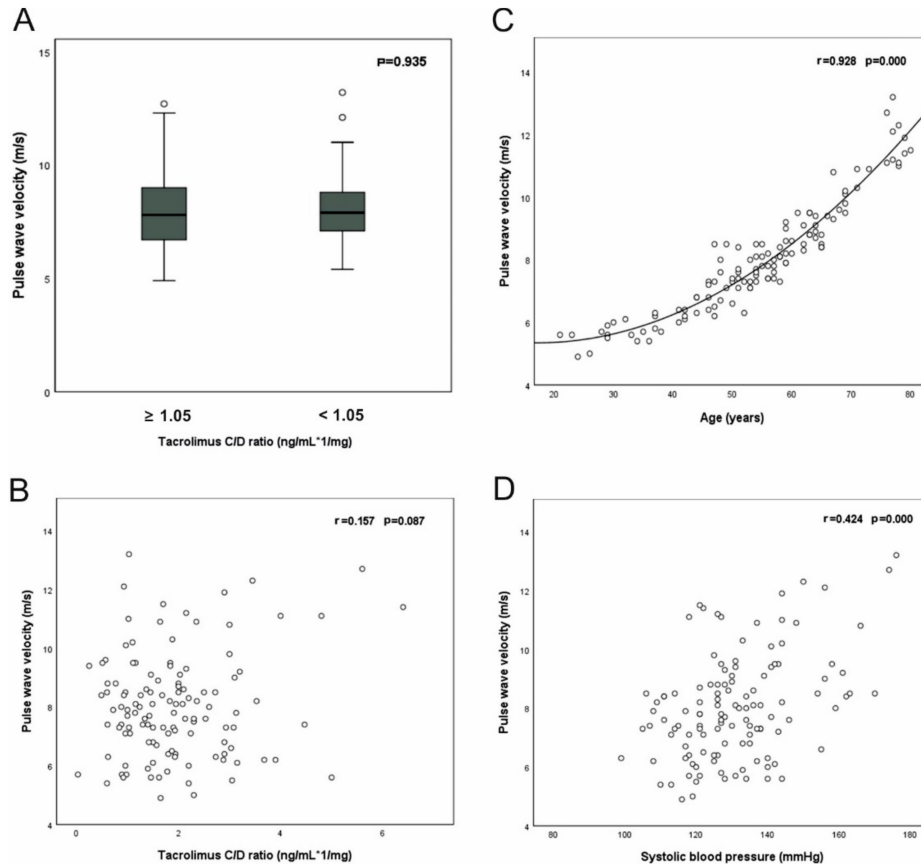 A
P=0.935
15
10
5
0
Pulse wave velocity (m/s)
≥ 1.05
< 1.05
Tacrolimus C/D ratio (ng/mL*1/mg)
C
r=0.928 p=0.000
14
12
10
8
6
4
Pulse wave velocity (m/s)
20 30 40 50 60 70 80
Age (years)
B
r=0.157 p=0.087
14
12
10
8
6
4
Pulse wave velocity (m/s)
0 2 4 6
Tacrolimus C/D ratio (ng/mL*1/mg)
D
r=0.424 p=0.000
14
12
10
8
6
4
Pulse wave velocity (m/s)
80 100 120 140 160 180
Systolic blood pressure (mmHg)